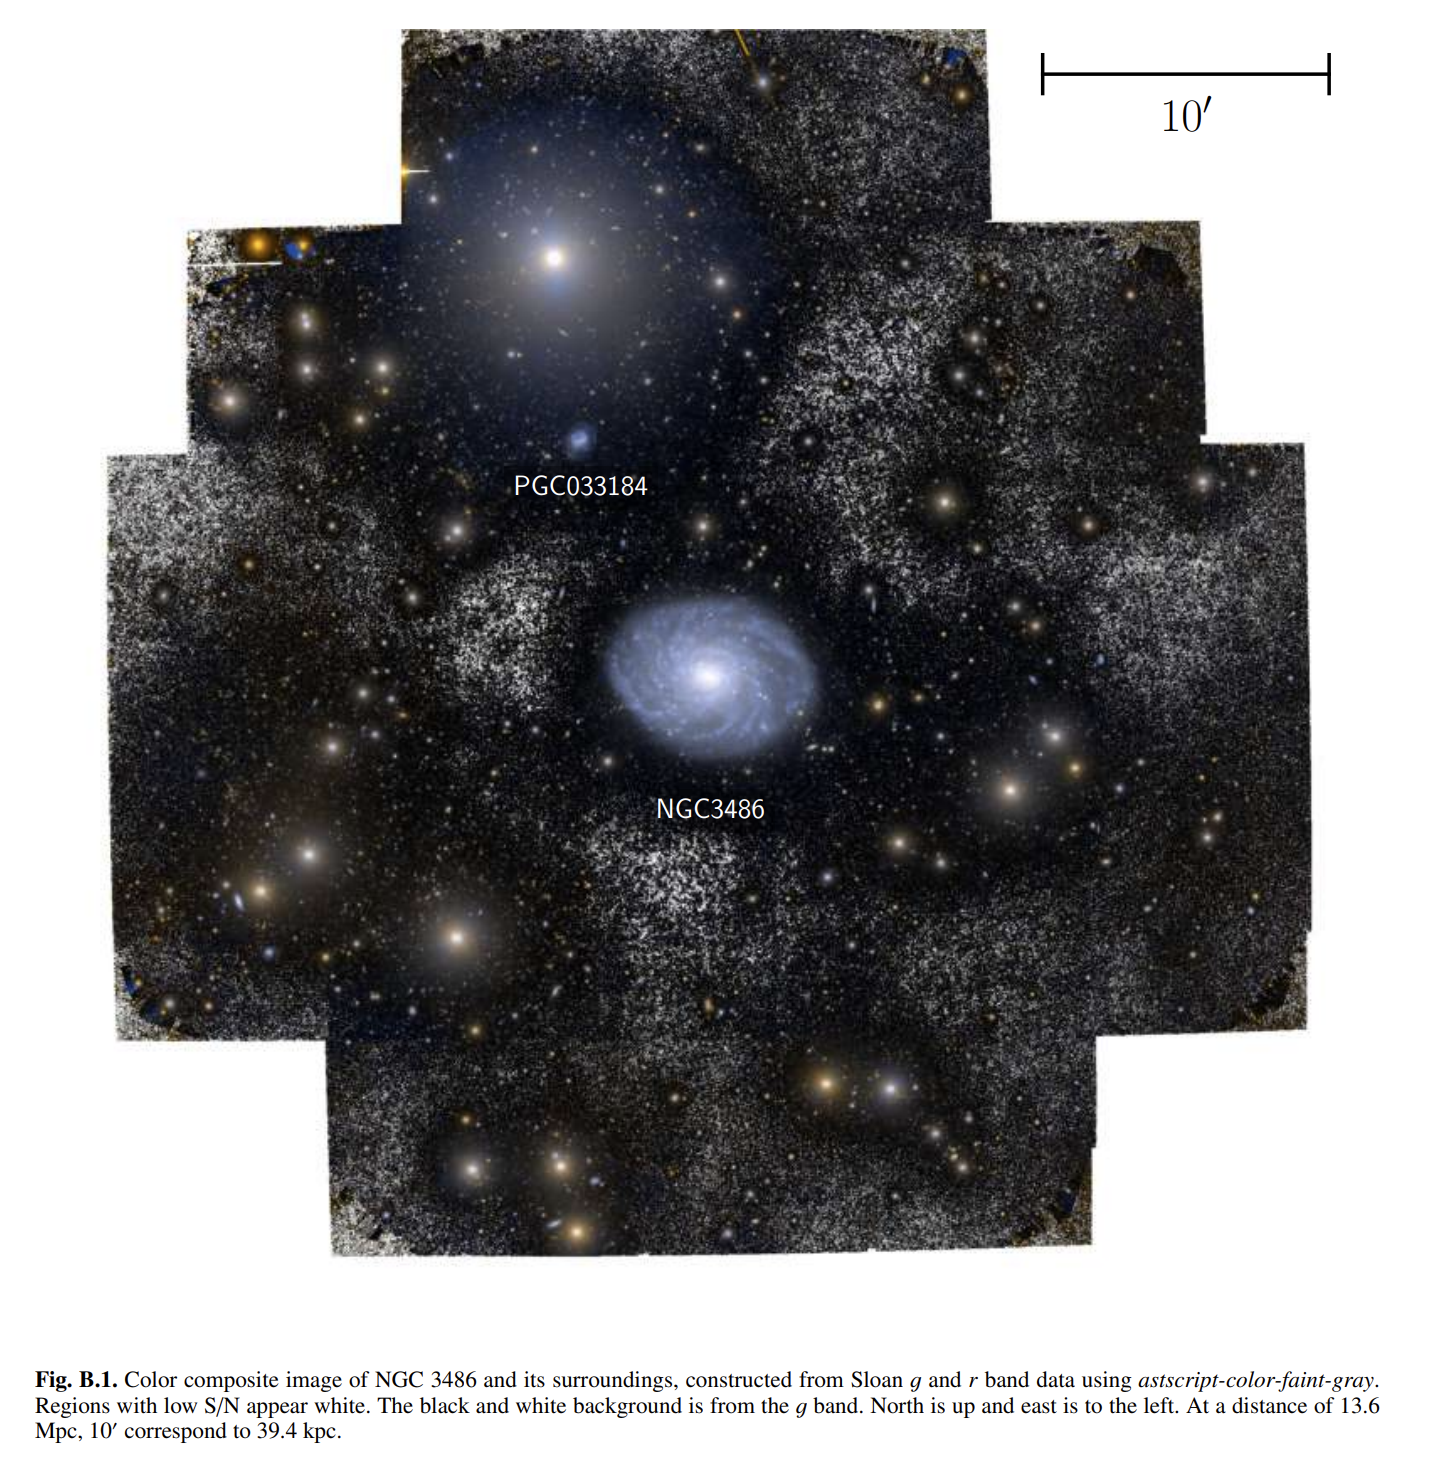 10′
PGC033184
NGC3486
Fig. B.1. Color composite image of NGC 3486 and its surroundings, constructed from Sloan g and r band data using astscript-color-faint-gray.
Regions with low S/N appear white. The black and white background is from the g band. North is up and east is to the left. At a distance of 13.6
Mpc, 10′ correspond to 39.4 kpc.